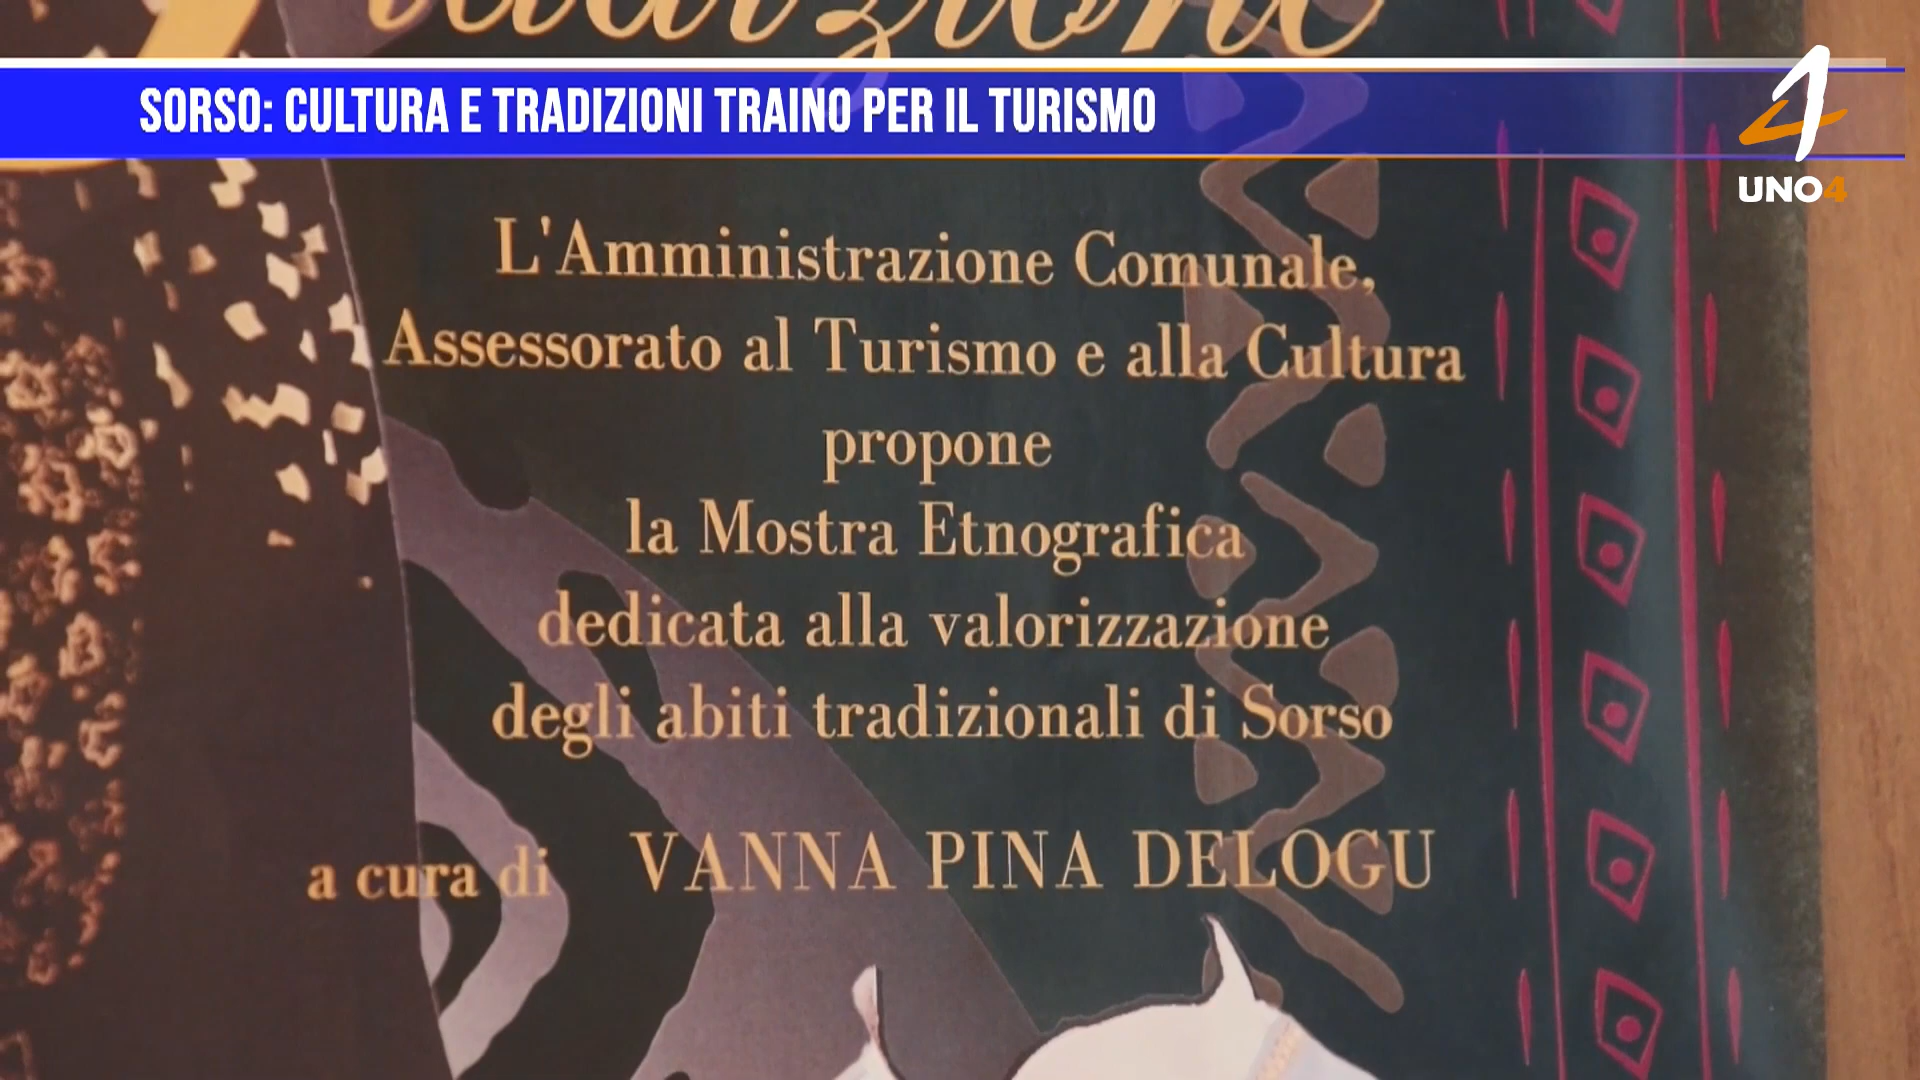 SORSO: CULTURA E TRADIZIONI TRAINO PER IL TURISMO
UNO4
L'Amministrazione Comunale,
Assessorato al Turismo e alla Cultura
propone
la Mostra Etnografica
dedicata alla valorizzazione
degli abiti tradizionali di Sorso
a cura di VANNA PINA DELOGU